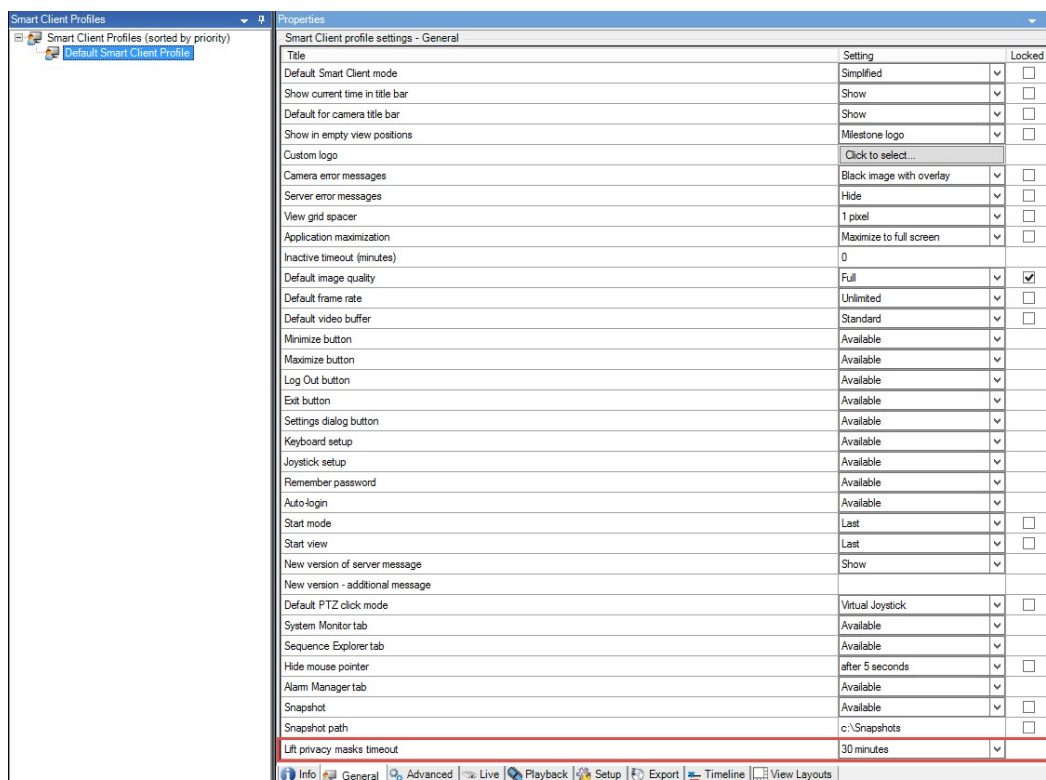 Smart Client Profiles
Properties
Smart Client Profiles (sorted by priority)
Default Smart Client Profile
Smart Client profile settings - General
Title Setting Locked
Default Smart Client mode Simplified
Show current time in title bar Show
Default for camera title bar Show
Show in empty view positions Milestone logo
Custom logo Click to select...
Camera error messages Black image with overlay
Server error messages Hide
View grid spacer 1 pixel
Application maximization Maximize to full screen
Inactive timeout (minutes) 0
Default image quality Full
Default frame rate Unlimited
Default video buffer Standard
Minimize button Available
Maximize button Available
Log Out button Available
Exit button Available
Settings dialog button Available
Keyboard setup Available
Joystick setup Available
Remember password Available
Auto-login Available
Start mode Last
Start view Last
New version of server message Show
New version - additional message
Default PTZ click mode Virtual Joystick
System Monitor tab Available
Sequence Explorer tab Available
Hide mouse pointer after 5 seconds
Alarm Manager tab Available
Snapshot Available
Snapshot path c:\Snapshots
Lift privacy masks timeout 30 minutes
Info General Advanced Live Playback Setup Export Timeline View Layouts